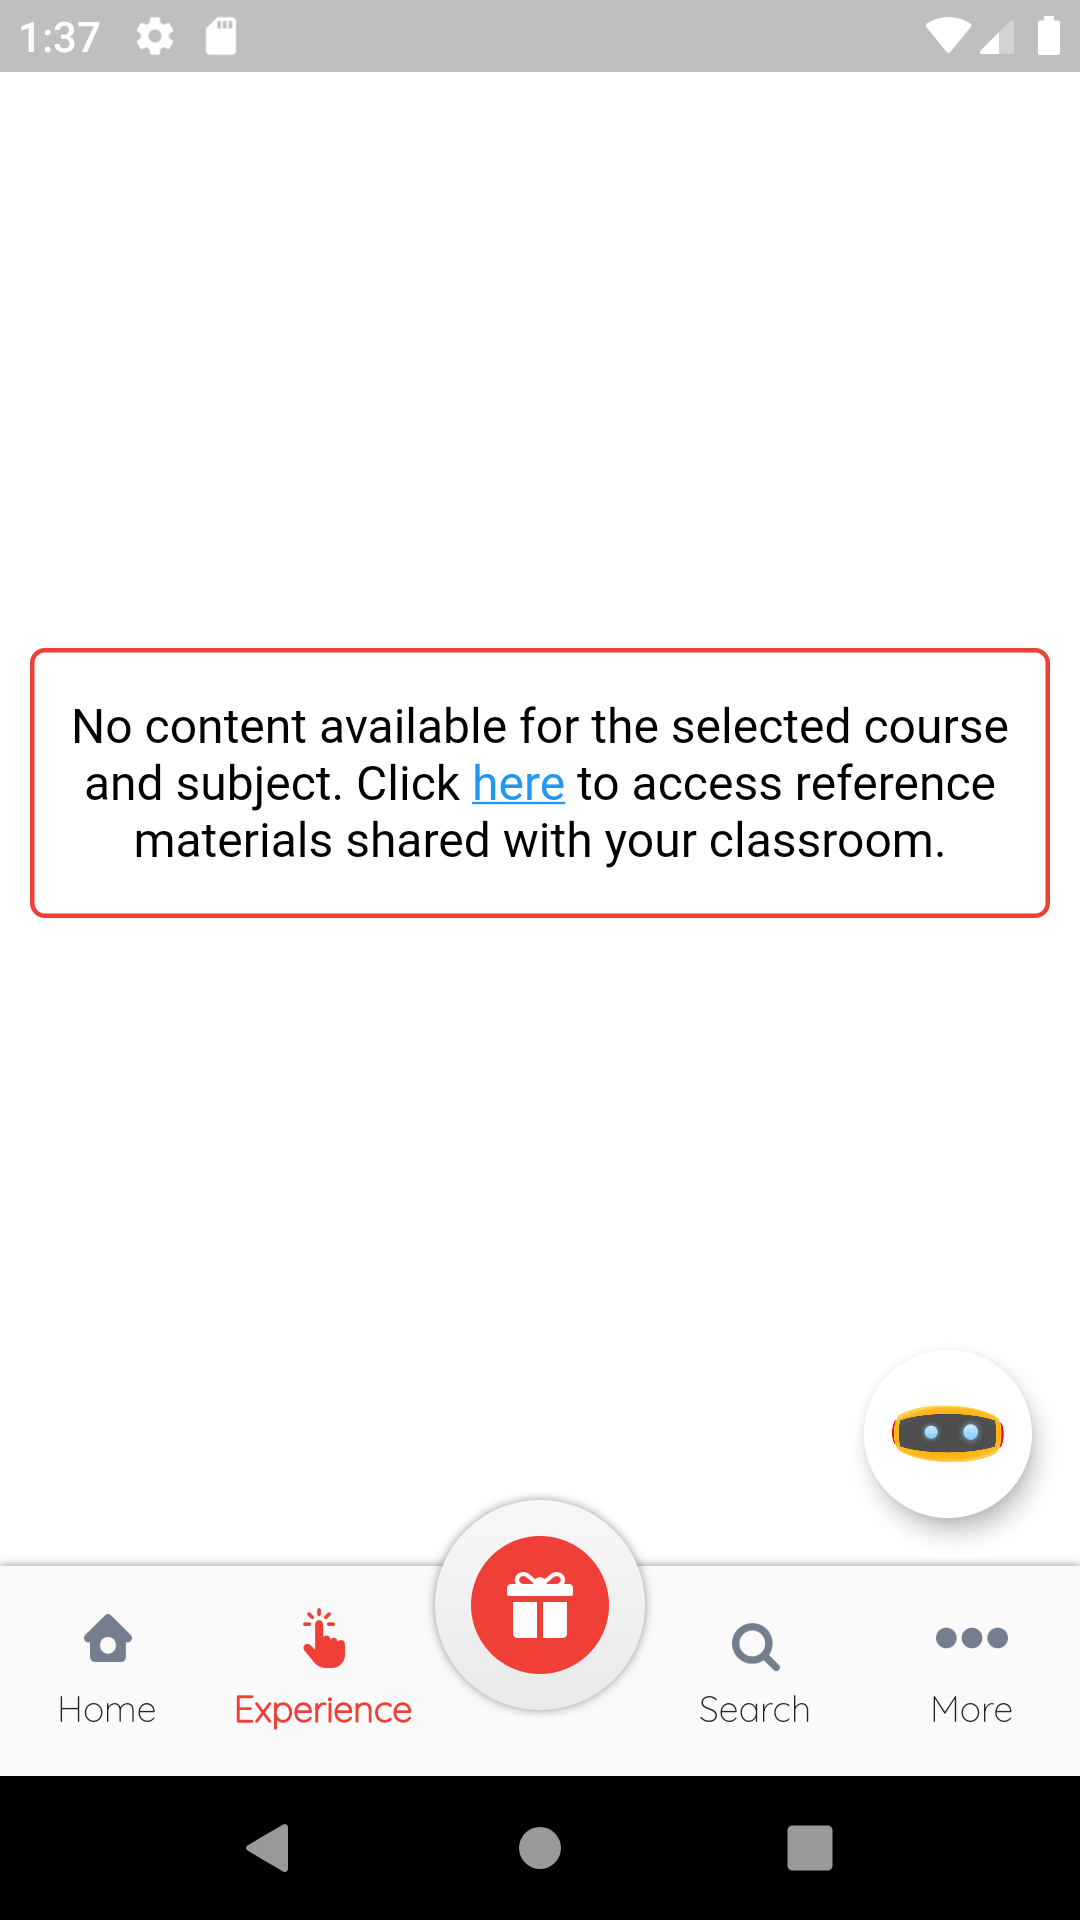 1:37
No content available for the selected course
and subject. Click here to access reference
materials shared with your classroom.
Home
Experience
Search
More